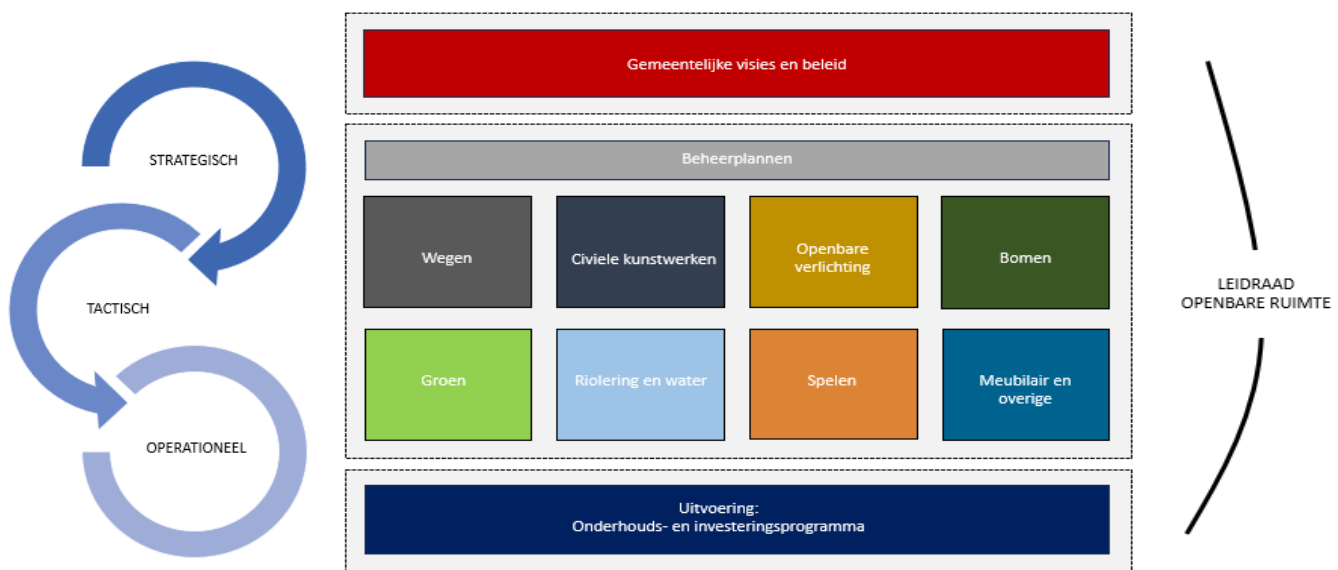 Gemeentelijke visies en beleid
STRATEGISCH
Beheerplannen
Wegen
Civiele kunstwerken
Openbare
verlichting
Bomen
TACTISCH
LEIDRAAD
OPENBARE RUIMTE
Groen
Riolering en water
Spelen
Meubilair en
overige
OPERATIONEEL
Uitvoering:
Onderhouds- en investeringsprogramma